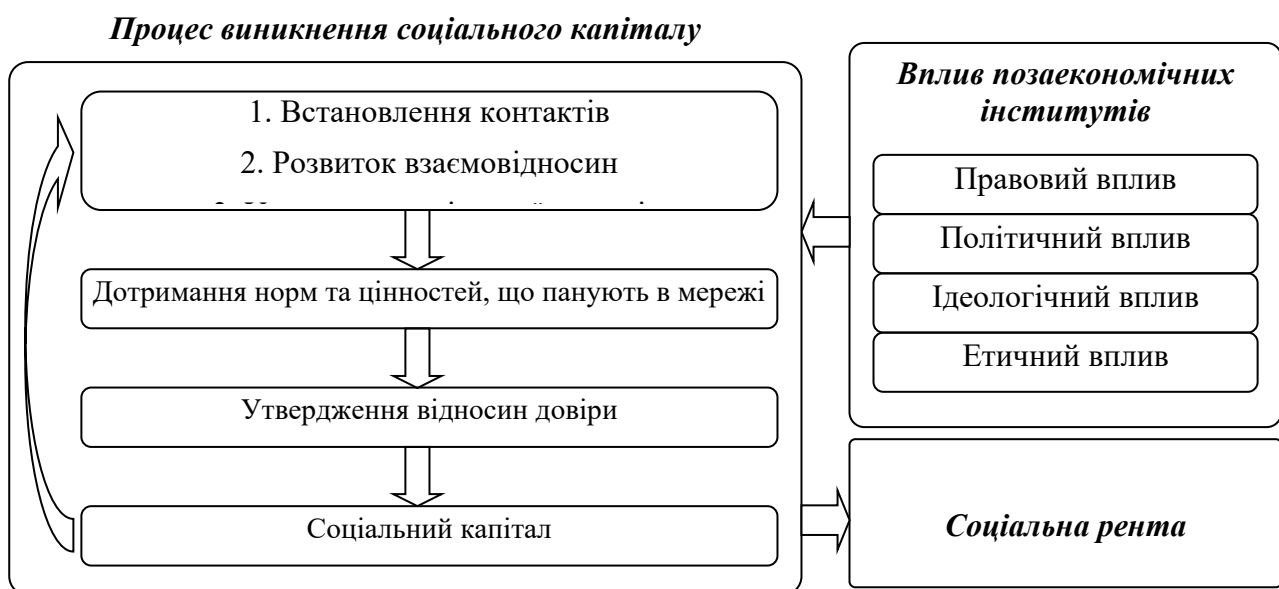 Процес виникнення соціального капіталу
1. Встановлення контактів
2. Розвиток взаємовідносин
Дотримання норм та цінностей, що панують в мережі
Утвердження відносин довіри
Соціальний капітал
Вплив позаекономічних
інститутів
Правовий вплив
Політичний вплив
Ідеологічний вплив
Етичний вплив
Соціальна рента